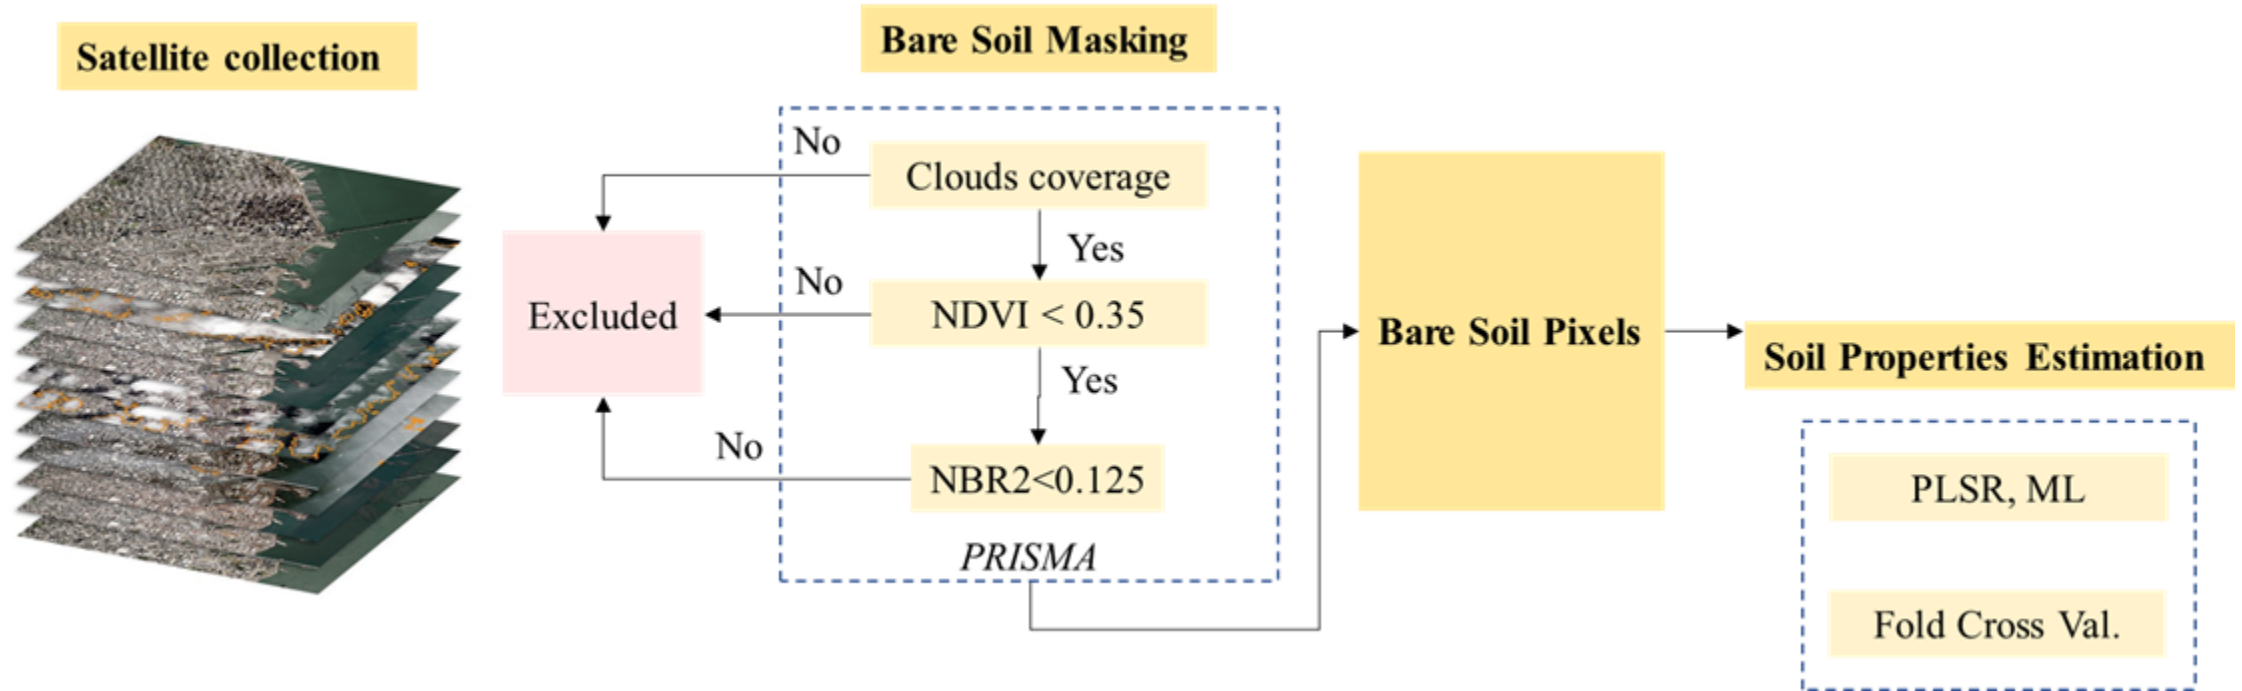 Satellite collection
Bare Soil Masking
No
Clouds coverage
Yes
No
Excluded
NDVI < 0.35
Yes
No
NBR2<0.125
PRISMA
Bare Soil Pixels
Soil Properties Estimation
PLSR, ML
Fold Cross Val.